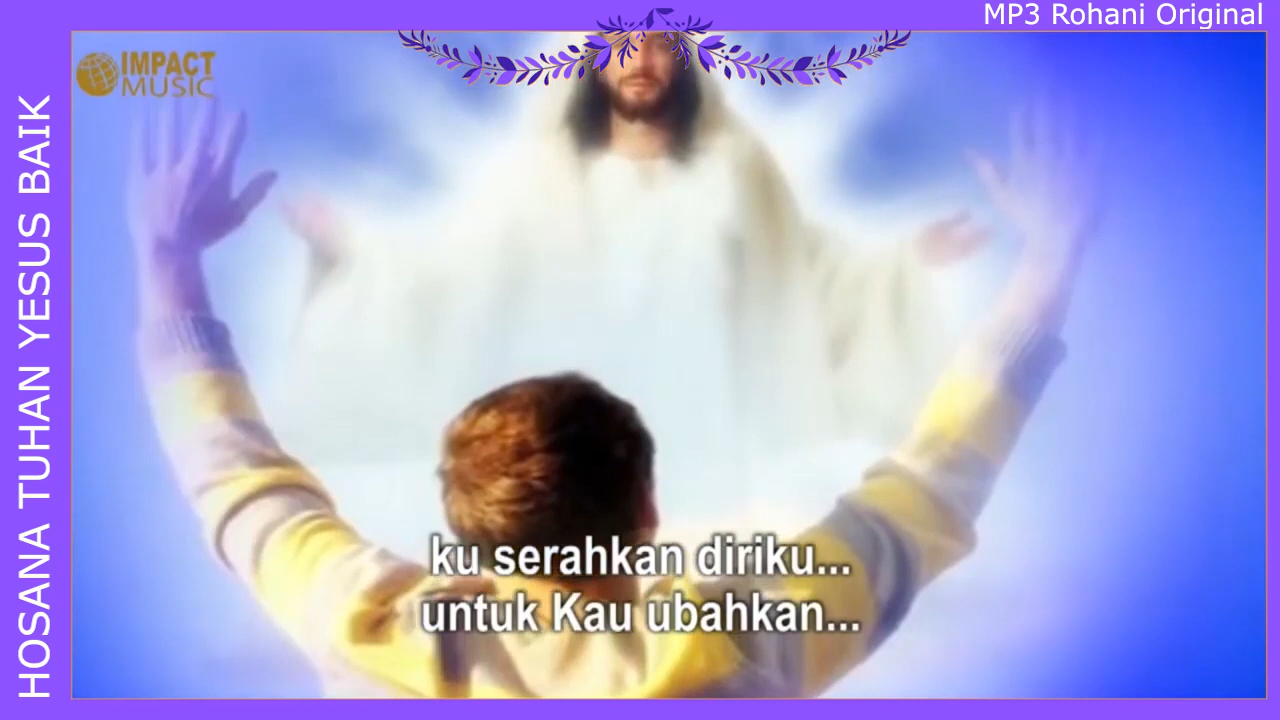 MP3 Rohani Original
IMPACT
MUSIC
HOSANA TUHAN YESUS BAIK
ku serahkan diriku...
untuk Kau ubahkan...